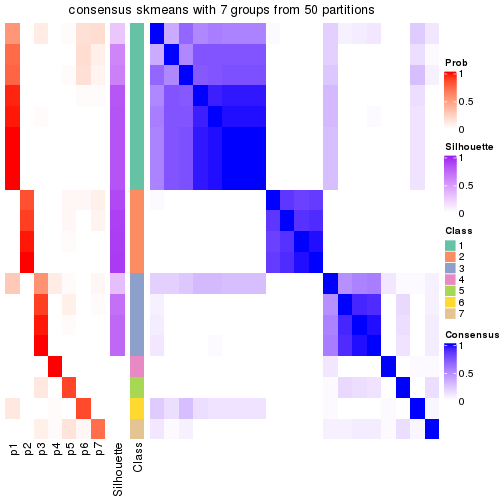 consensus skmeans with 7 groups from 50 partitions
Prob
1
0.5
0
Silhouette
1
0.5
0
Class
1
2
3
4
5
6
7
Consensus
1
0.5
0
p1
p2
p3
p4
p5
p6
p7
Silhouette
Class